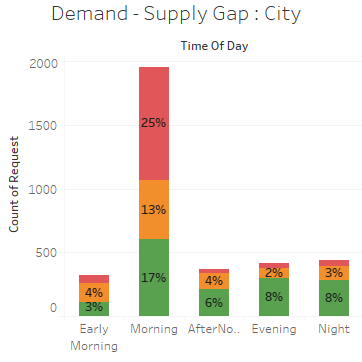 Demand - Supply Gap : City
Time Of Day
Count of Request
2000
1500
1000
500
0
25%
13%
17%
4%
3%
4%
6%
2%
8%
3%
8%
Early
Morning
Morning
AfterNo..
Evening
Night